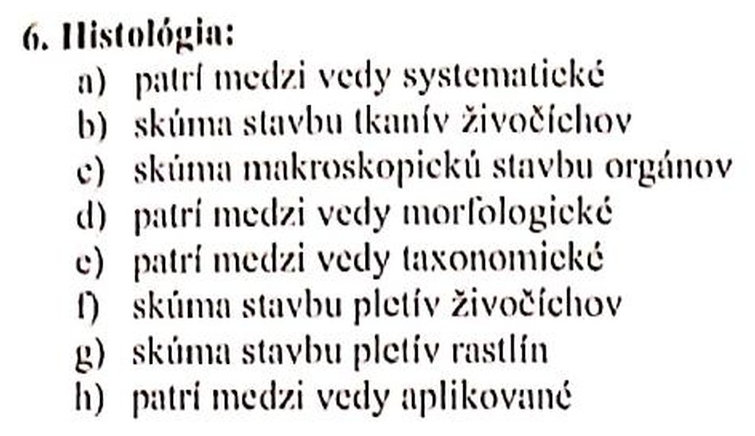 6. Histológia:
a) patrí medzi vedy systematické
b) skúma stavbu tkanív živočíchov
c) skúma makroskopickú stavbu orgánov
d) patrí medzi vedy morfologické
e) patrí medzi vedy taxonomické
f) skúma stavbu pletív živočíchov
g) skúma stavbu pletív rastlín
h) patrí medzi vedy aplikované